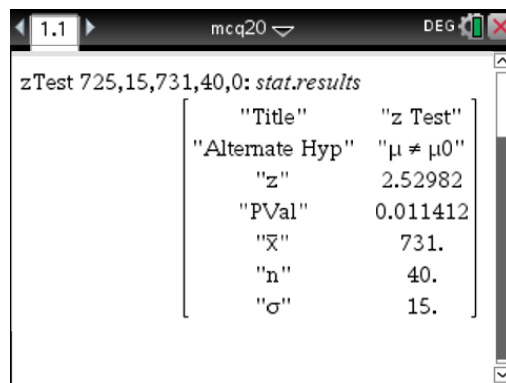 1.1 mcq20 DEG
zTest 725,15,731,40,0: stat.results
"Title" "z Test"
"Alternate Hyp" "μ ≠ μ0"
"z" 2.52982
"PVal" 0.011412
"x̄" 731.
"n" 40.
"σ" 15.